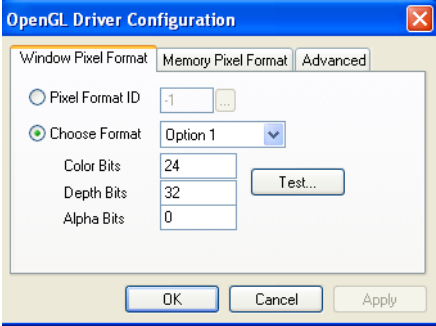 OpenGL Driver Configuration
Window Pixel Format Memory Pixel Format Advanced
Pixel Format ID -1 ...
Choose Format Option 1
Color Bits 24
Depth Bits 32
Test...
Alpha Bits 0
OK Cancel Apply